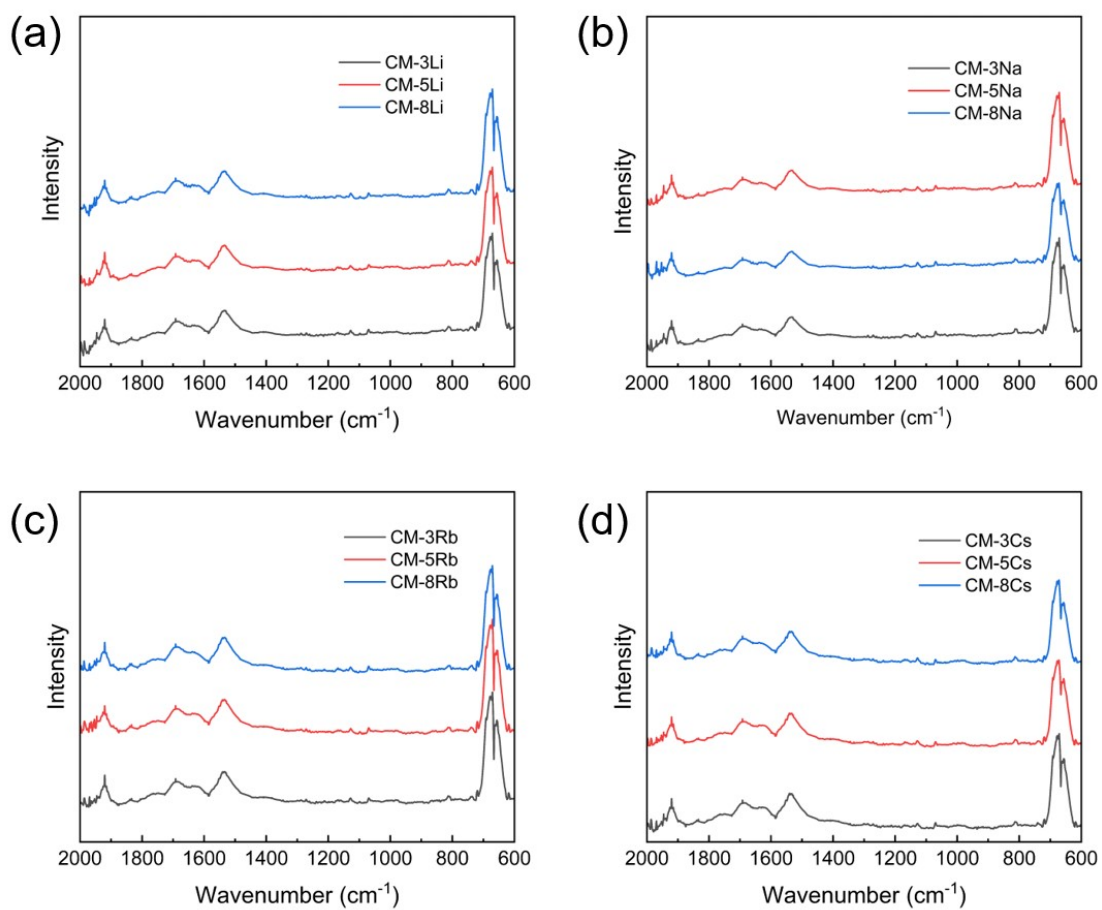 (a)
CM-3Li
CM-5Li
CM-8Li
Intensity
2000 1800 1600 1400 1200 1000 800 600
Wavenumber (cm-1)
(b)
CM-3Na
CM-5Na
CM-8Na
Intensity
2000 1800 1600 1400 1200 1000 800 600
Wavenumber (cm-1)
(c)
CM-3Rb
CM-5Rb
CM-8Rb
Intensity
2000 1800 1600 1400 1200 1000 800 600
Wavenumber (cm-1)
(d)
CM-3Cs
CM-5Cs
CM-8Cs
Intensity
2000 1800 1600 1400 1200 1000 800 600
Wavenumber (cm-1)